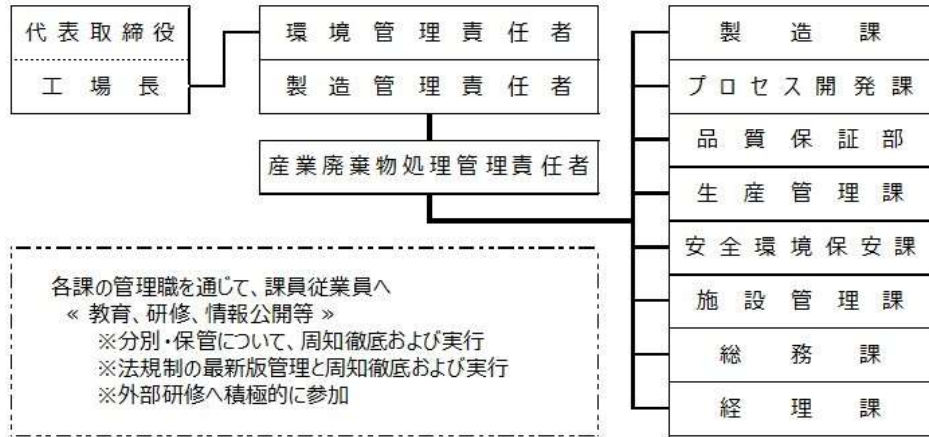 代表取締役
工場長
環境管理責任者
製造管理責任者
産業廃棄物処理管理責任者
製造課
プロセス開発課
品質保証部
生産管理課
安全環境保安課
施設管理課
総務課
経理課
各課の管理職を通じて、課員従業員へ
≪ 教育、研修、情報公開等 ≫
※分別・保管について、周知徹底および実行
※法規制の最新版管理と周知徹底および実行
※外部研修へ積極的に参加